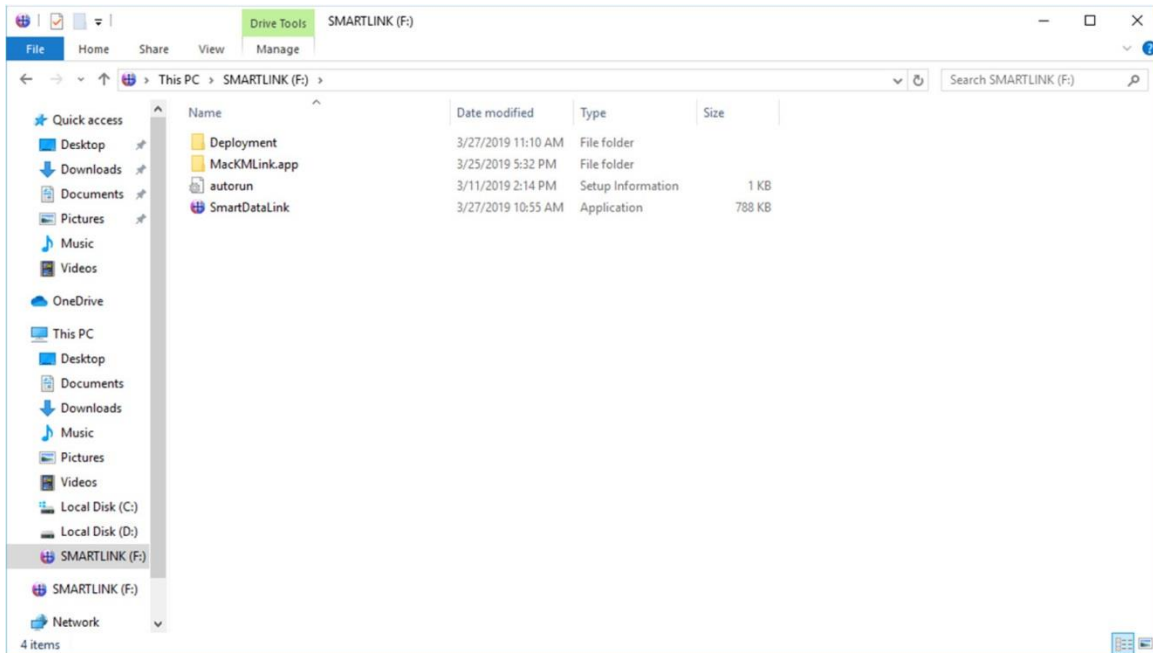 Drive Tools SMARTLINK (F:)
File Home Share View Manage
This PC > SMARTLINK (F:) >
Search SMARTLINK (F:)
Name Date modified Type Size
Deployment 3/27/2019 11:10 AM File folder
MacKMLink.app 3/25/2019 5:32 PM File folder
autorun 3/11/2019 2:14 PM Setup Information 1 KB
SmartDataLink 3/27/2019 10:55 AM Application 788 KB
Quick access
Desktop
Downloads
Documents
Pictures
Music
Videos
OneDrive
This PC
Desktop
Documents
Downloads
Music
Pictures
Videos
Local Disk (C:)
Local Disk (D:)
SMARTLINK (F:)
SMARTLINK (F:)
Network
4 items